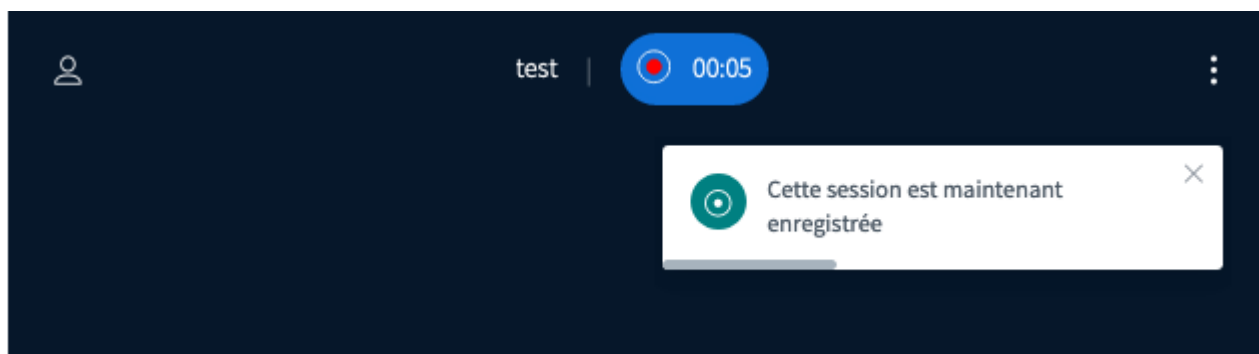 test | 00:05
Cette session est maintenant
enregistrée